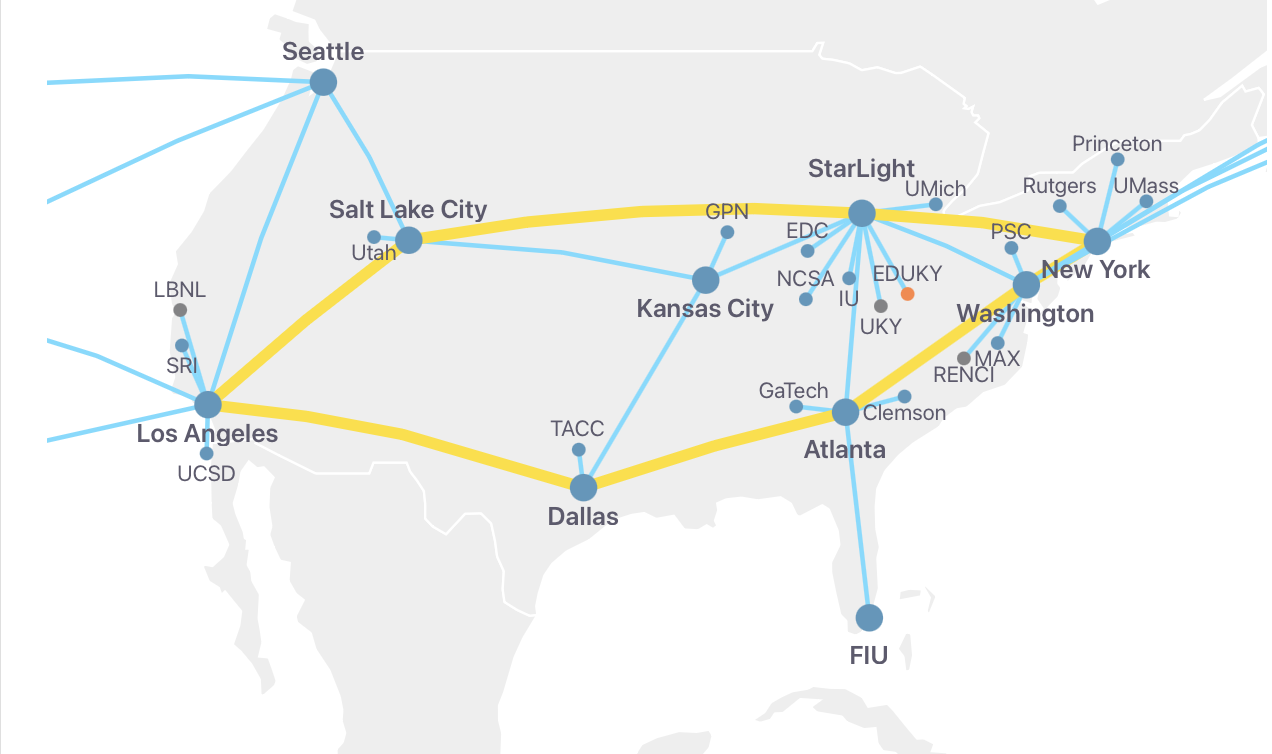 Seattle
Princeton
StarLight
UMich
Rutgers
UMass
Salt Lake City
GPN
EDC
PSC
Utah
New York
NCSA
EDUKY
LBNL
IU
Kansas City
Washington
UKY
SRI
MAX
RENCI
GaTech
Clemson
Los Angeles
TACC
Atlanta
UCSD
Dallas
FIU